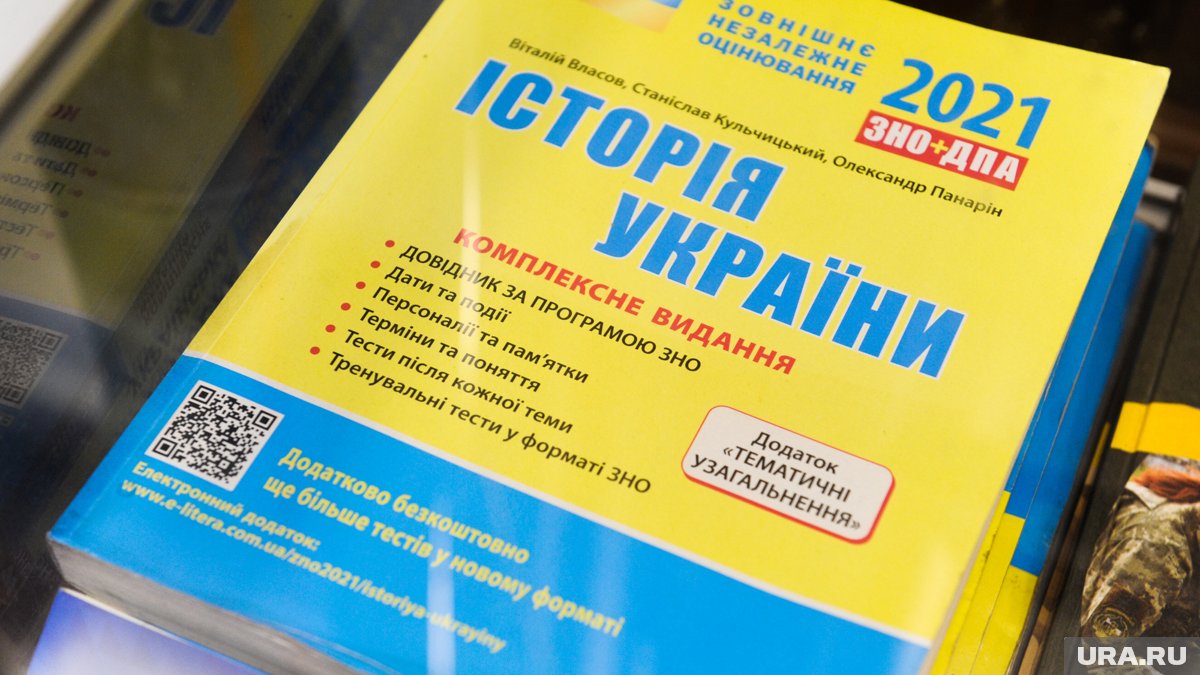 ЗОВНІШНЄ
НЕЗАЛЕЖНЕ
ОЦІНЮВАННЯ
2021
ЗНО+ДПА
Віталій Власов, Станіслав Кульчицький, Олександр Панарін
ІСТОРІЯ
УКРАЇНИ
КОМПЛЕКСНЕ ВИДАННЯ
• ДОВІДНИК ЗА ПРОГРАМОЮ ЗНО
• Дати та події
• Персоналії та пам'ятки
• Терміни та поняття
• Тести після кожної теми
• Тренувальні тести у форматі ЗНО
Додаток
«ТЕМАТИЧНІ
УЗАГАЛЬНЕННЯ»
Додатково безкоштовно
ще більше тестів у новому форматі
Електронний додаток:
www.e-litera.com.ua/zno2021/istoriya-ukrayiny
URA.RU